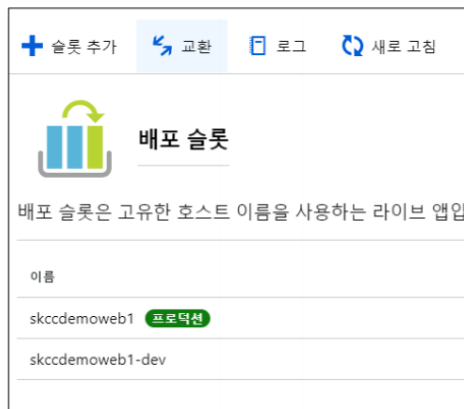 슬롯 추가 교환 로그 새로 고침
배포 슬롯
배포 슬롯은 고유한 호스트 이름을 사용하는 라이브 앱입
이름
skccdemoweb1 프로덕션
skccdemoweb1-dev